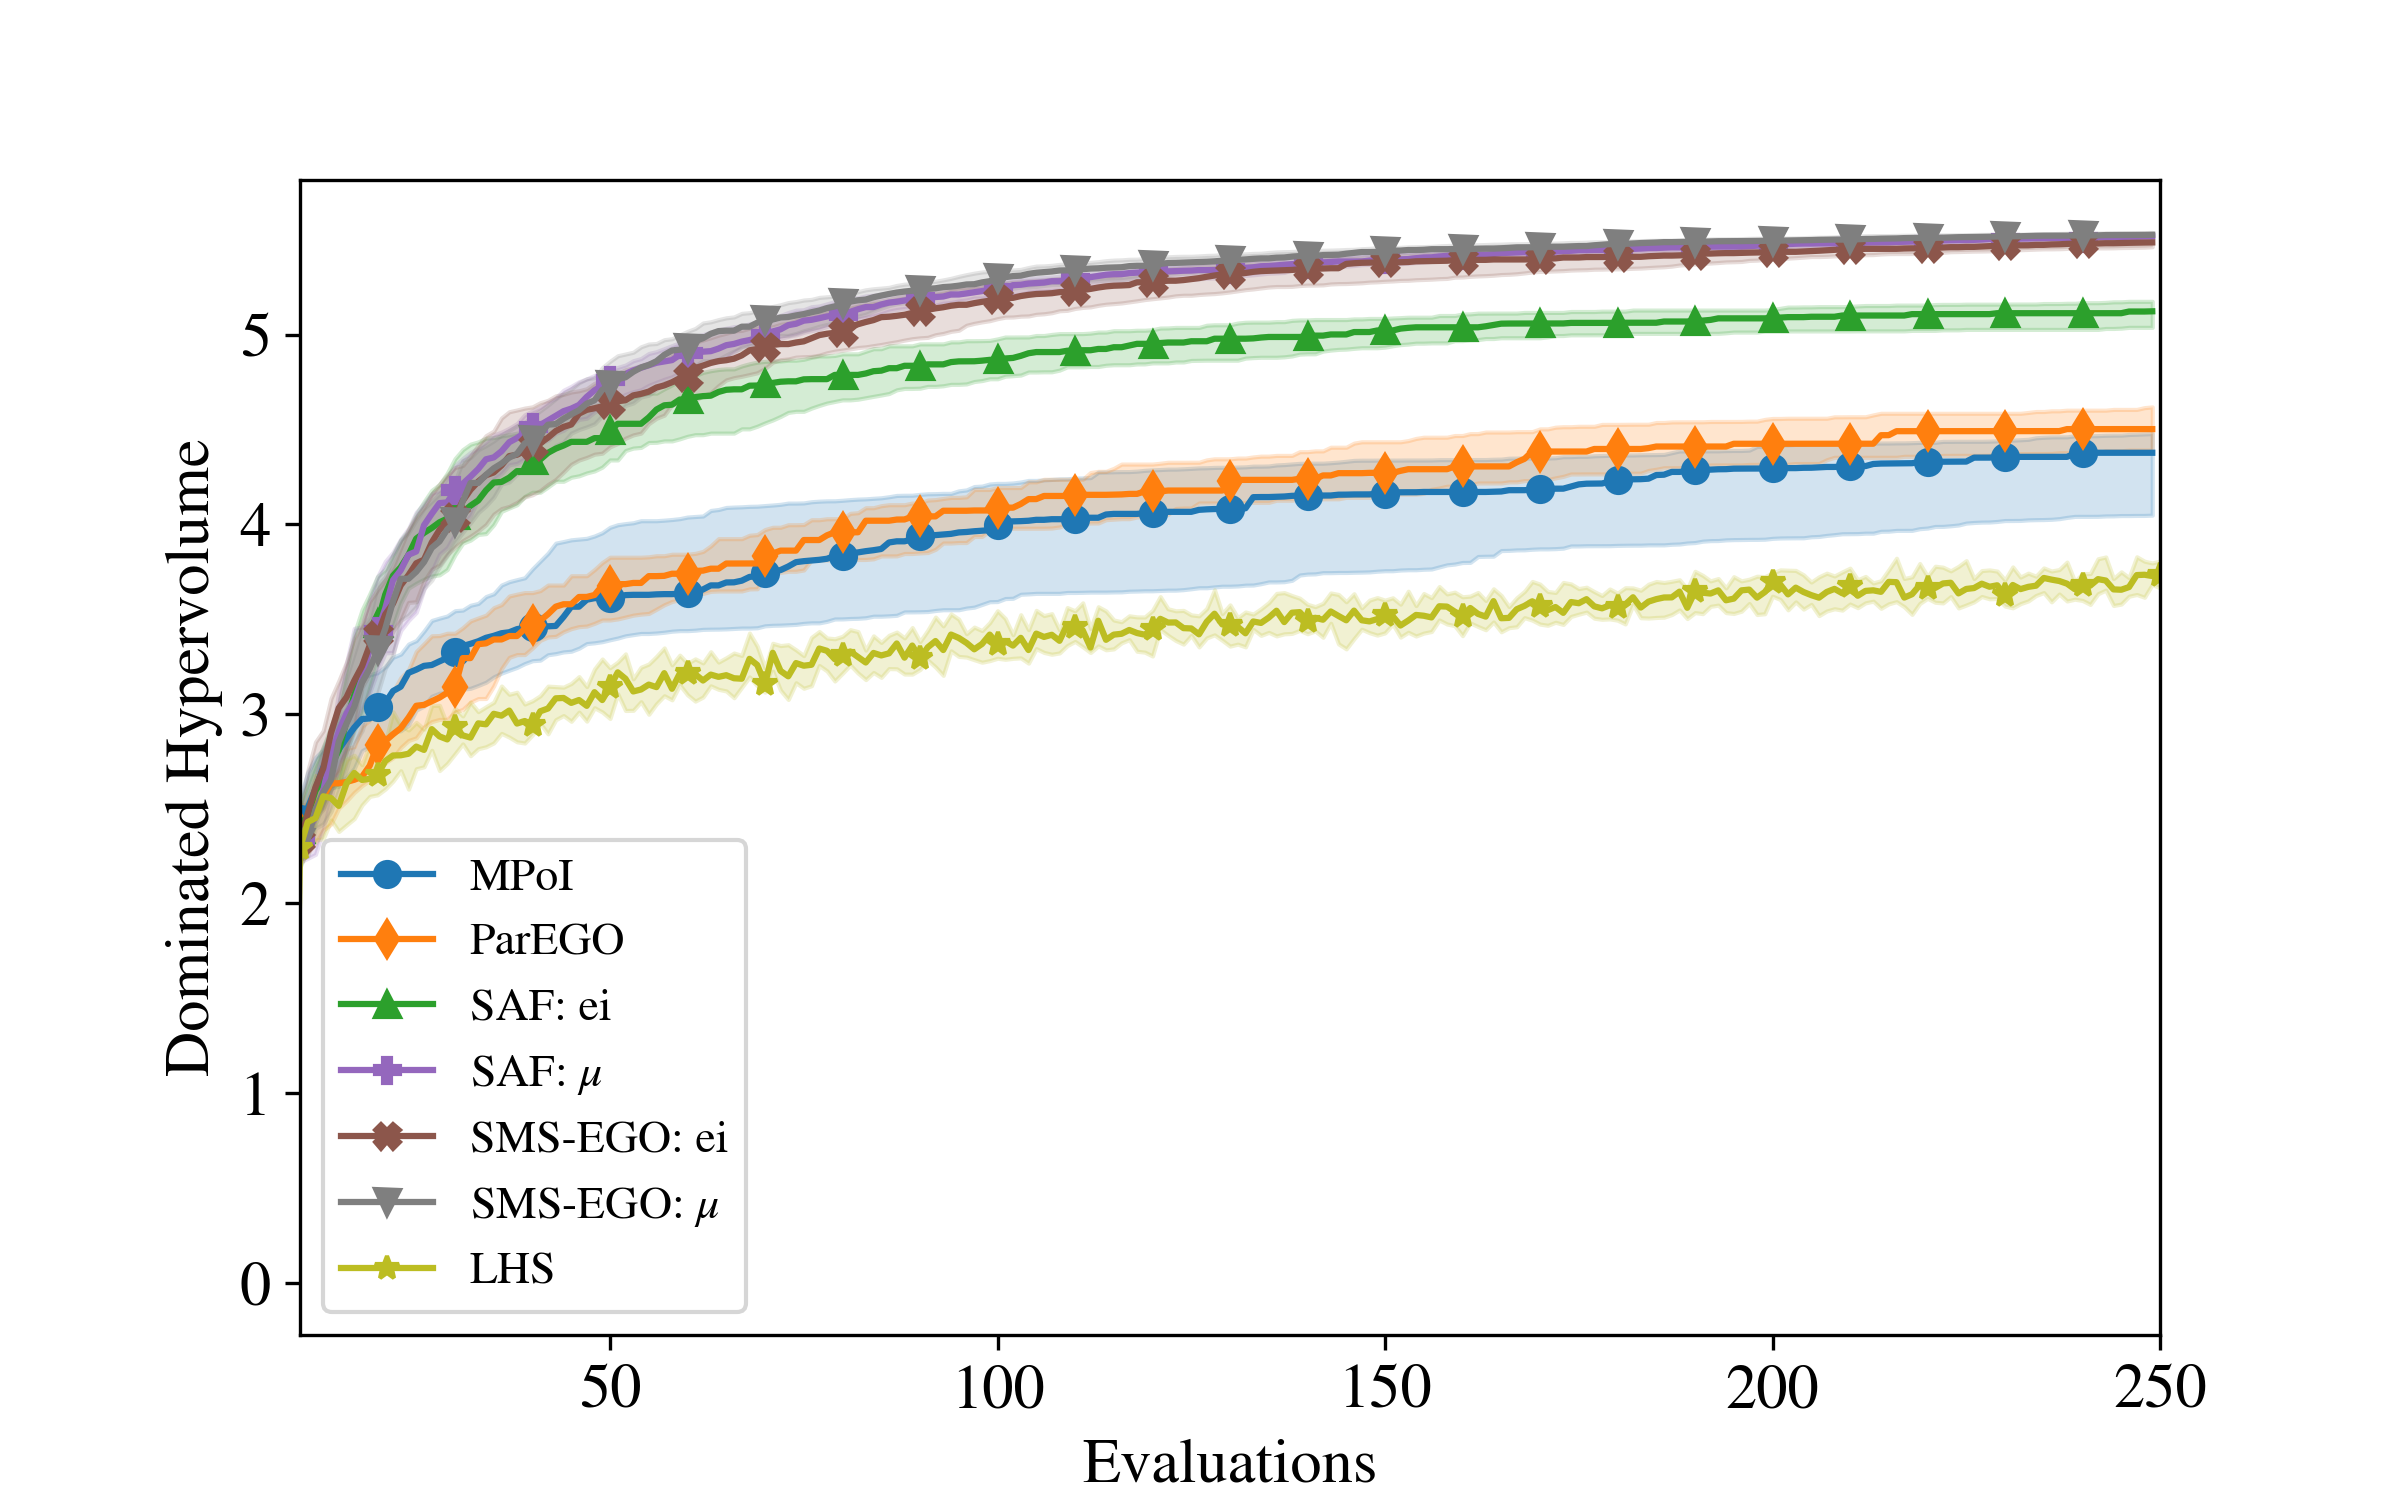 Dominated Hypervolume
5
4
3
2
1
0
MPoI
ParEGO
SAF: ei
SAF: μ
SMS-EGO: ei
SMS-EGO: μ
LHS
50 100 150 200 250
Evaluations